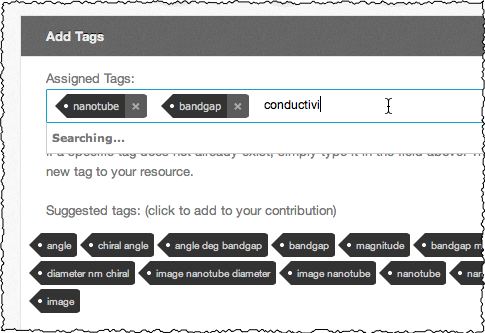 Add Tags
Assigned Tags:
nanotube × bandgap × conductivi
Searching...
If a specific tag does not already exist, simply type it in the field above.
new tag to your resource.
Suggested tags: (click to add to your contribution)
angle chiral angle angle deg bandgap bandgap magnitude bandgap m
diameter nm chiral image nanotube diameter image nanotube nanotube nar
image